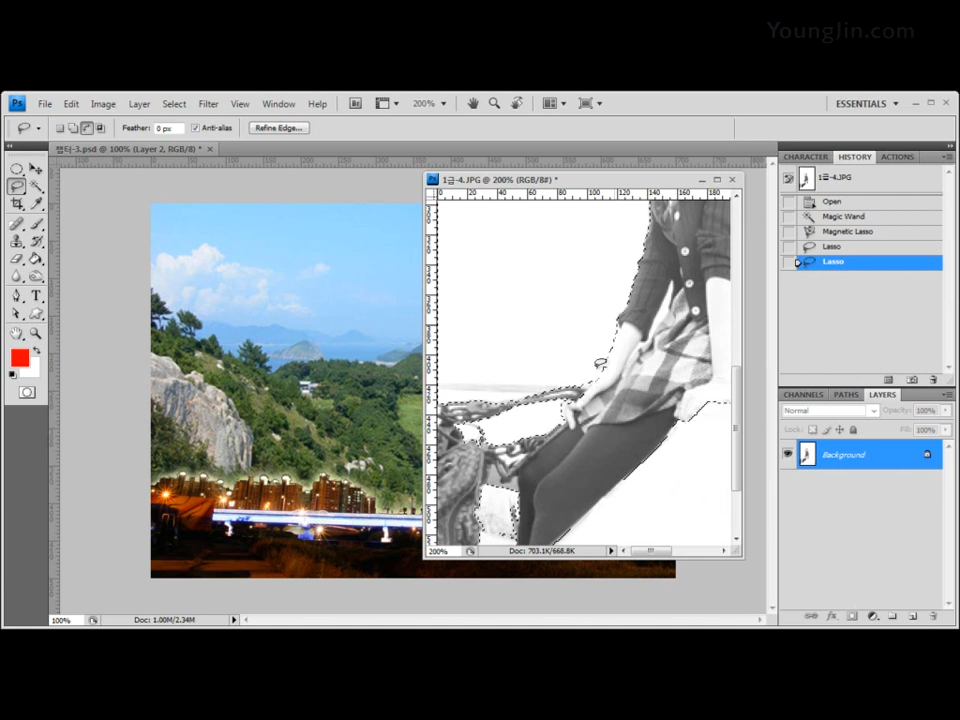 YoungJin.com
Ps File Edit Image Layer Select Filter View Window Help Br 200% ESSENTIALS
Feather: 0 px Anti-alias Refine Edge...
챕터-3.psd @ 100% (Layer 2, RGB/8) *
CHARACTER HISTORY ACTIONS
1급-4.JPG @ 200% (RGB/8#) *
1급-4.JPG
Open
Magic Wand
Magnetic Lasso
Lasso
Lasso
CHANNELS PATHS LAYERS
Normal Opacity: 100%
Lock: Fill: 100%
Background
200% Doc: 703.1K/668.8K
100% Doc: 1.00M/2.34M